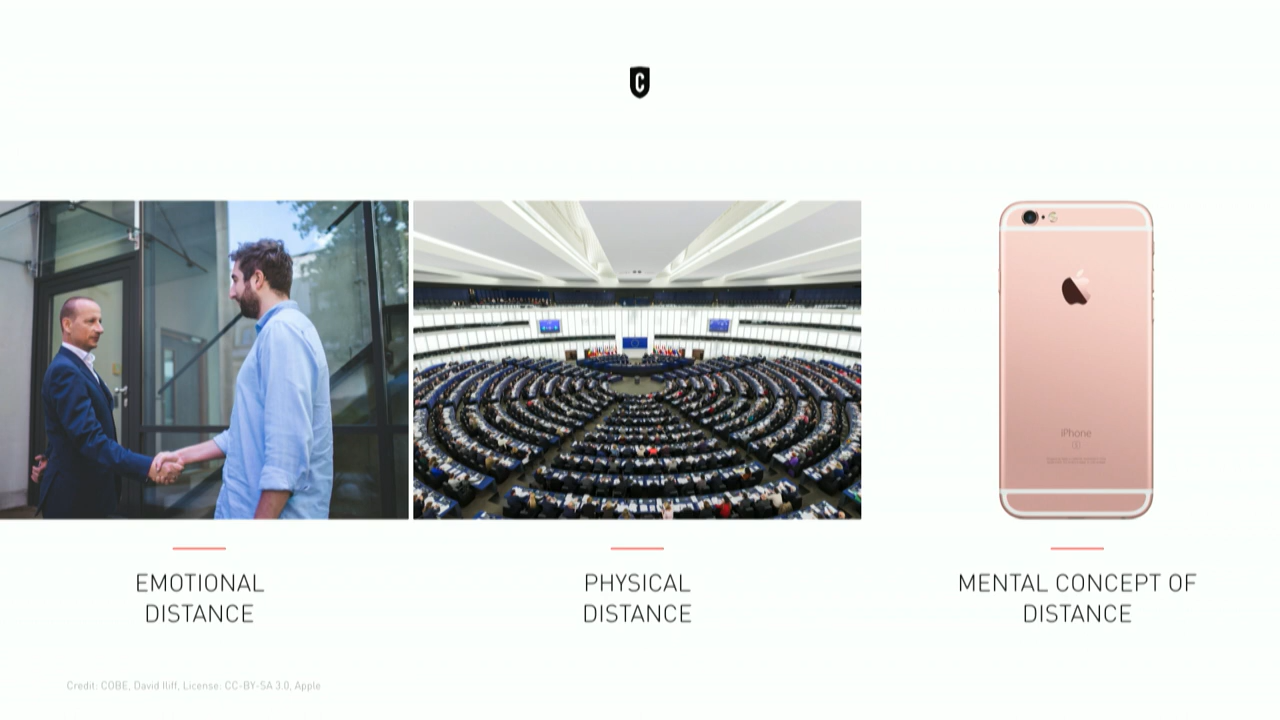 C
iPhone
S
EMOTIONAL
DISTANCE
PHYSICAL
DISTANCE
MENTAL CONCEPT OF
DISTANCE
Credit: COBE, David Iliff, License: CC-BY-SA 3.0, Apple